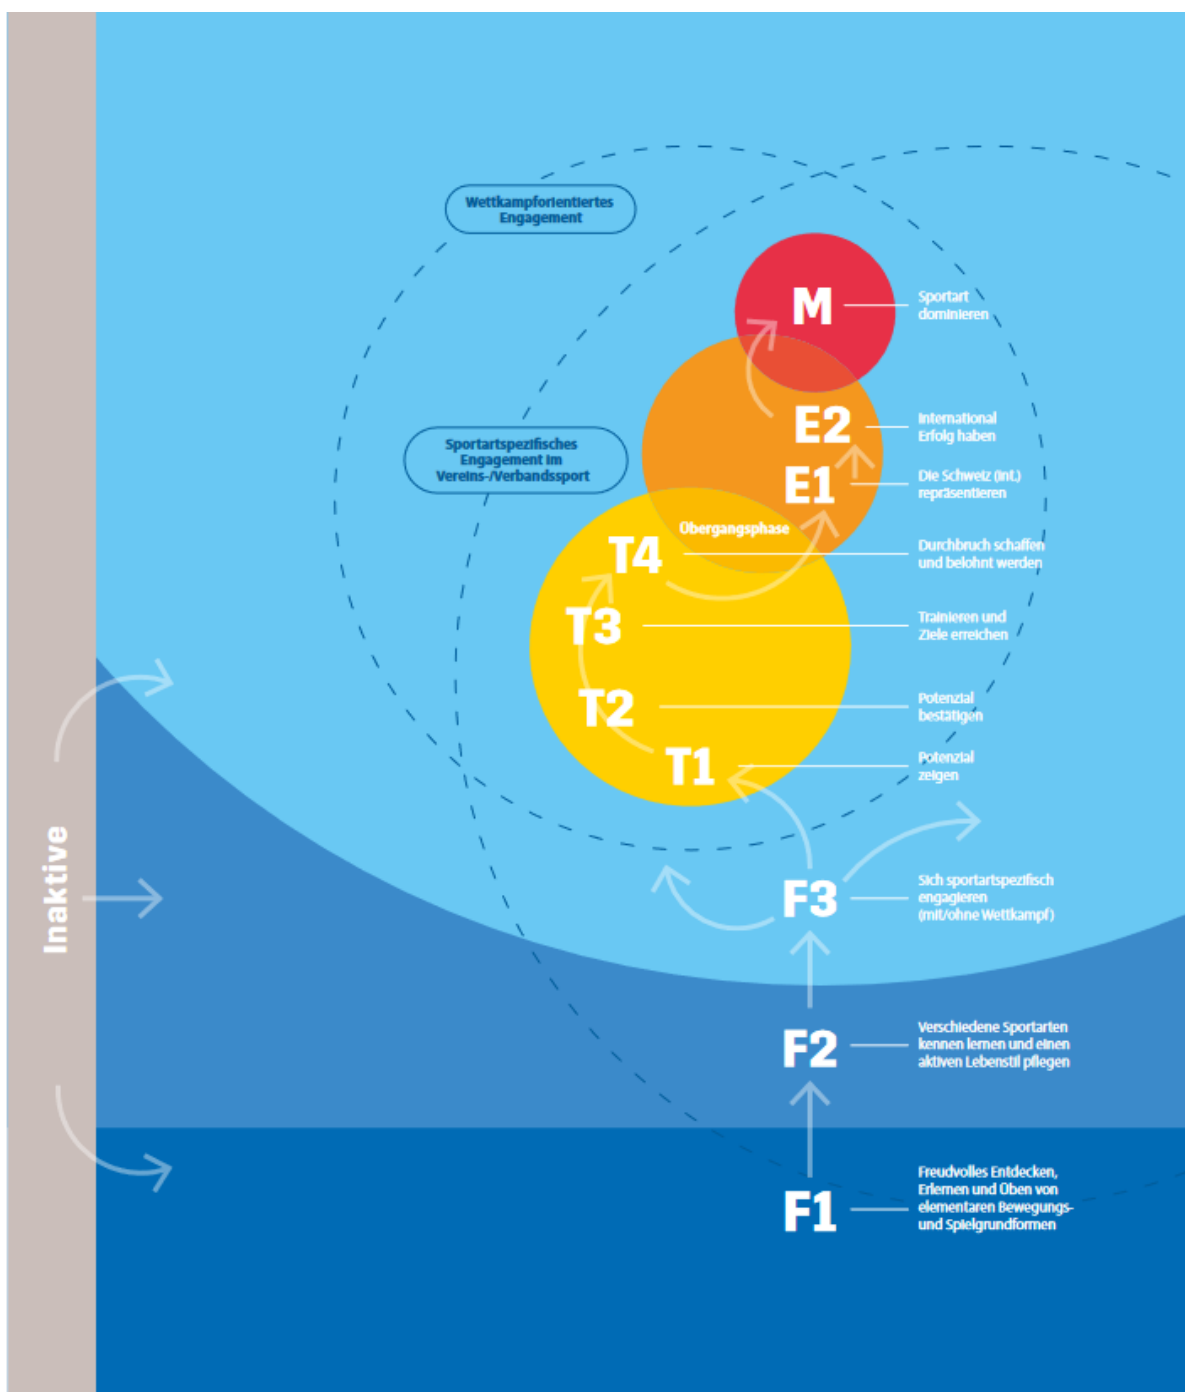 Wettkampforientiertes
Engagement
M
Sportart
dominieren
E2
International
Erfolg haben
Sportartspezifisches
Engagement im
Vereins-/Verbandssport
E1
Die Schweiz (int.)
repräsentieren
Übergangsphase
T4
Durchbruch schaffen
und belohnt werden
T3
Trainieren und
Ziele erreichen
T2
Potenzial
bestätigen
T1
Potenzial
zeigen
Inaktive
F3
Sich sportartspezifisch
engagieren
(mit/ohne Wettkampf)
F2
Verschiedene Sportarten
kennen lernen und einen
aktiven Lebenstil pflegen
F1
Freudvolles Entdecken,
Erlernen und Üben von
elementaren Bewegungs-
und Spielgrundformen